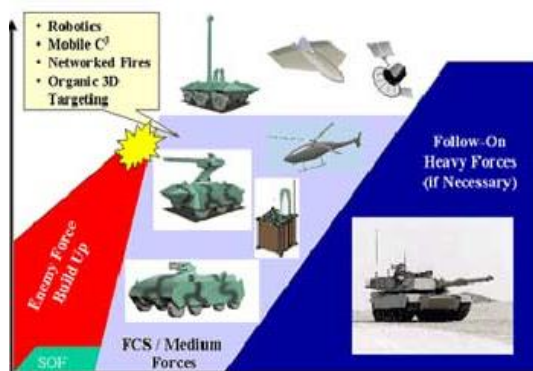 • Robotics
• Mobile C³
• Networked Fires
• Organic 3D
Targeting
Follow-On
Heavy Forces
(if Necessary)
Enemy Force
Build Up
FCS / Medium
Forces
SOF